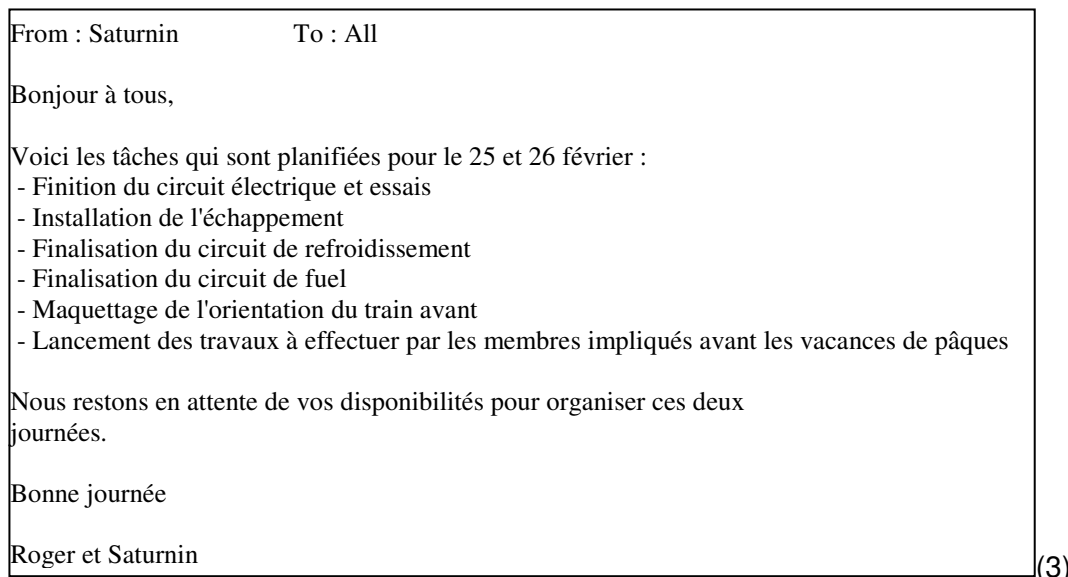 From : Saturnin To : All
Bonjour à tous,
Voici les tâches qui sont planifiées pour le 25 et 26 février :
- Finition du circuit électrique et essais
- Installation de l'échappement
- Finalisation du circuit de refroidissement
- Finalisation du circuit de fuel
- Maquettage de l'orientation du train avant
- Lancement des travaux à effectuer par les membres impliqués avant les vacances de pâques
Nous restons en attente de vos disponibilités pour organiser ces deux
journées.
Bonne journée
Roger et Saturnin
(3)